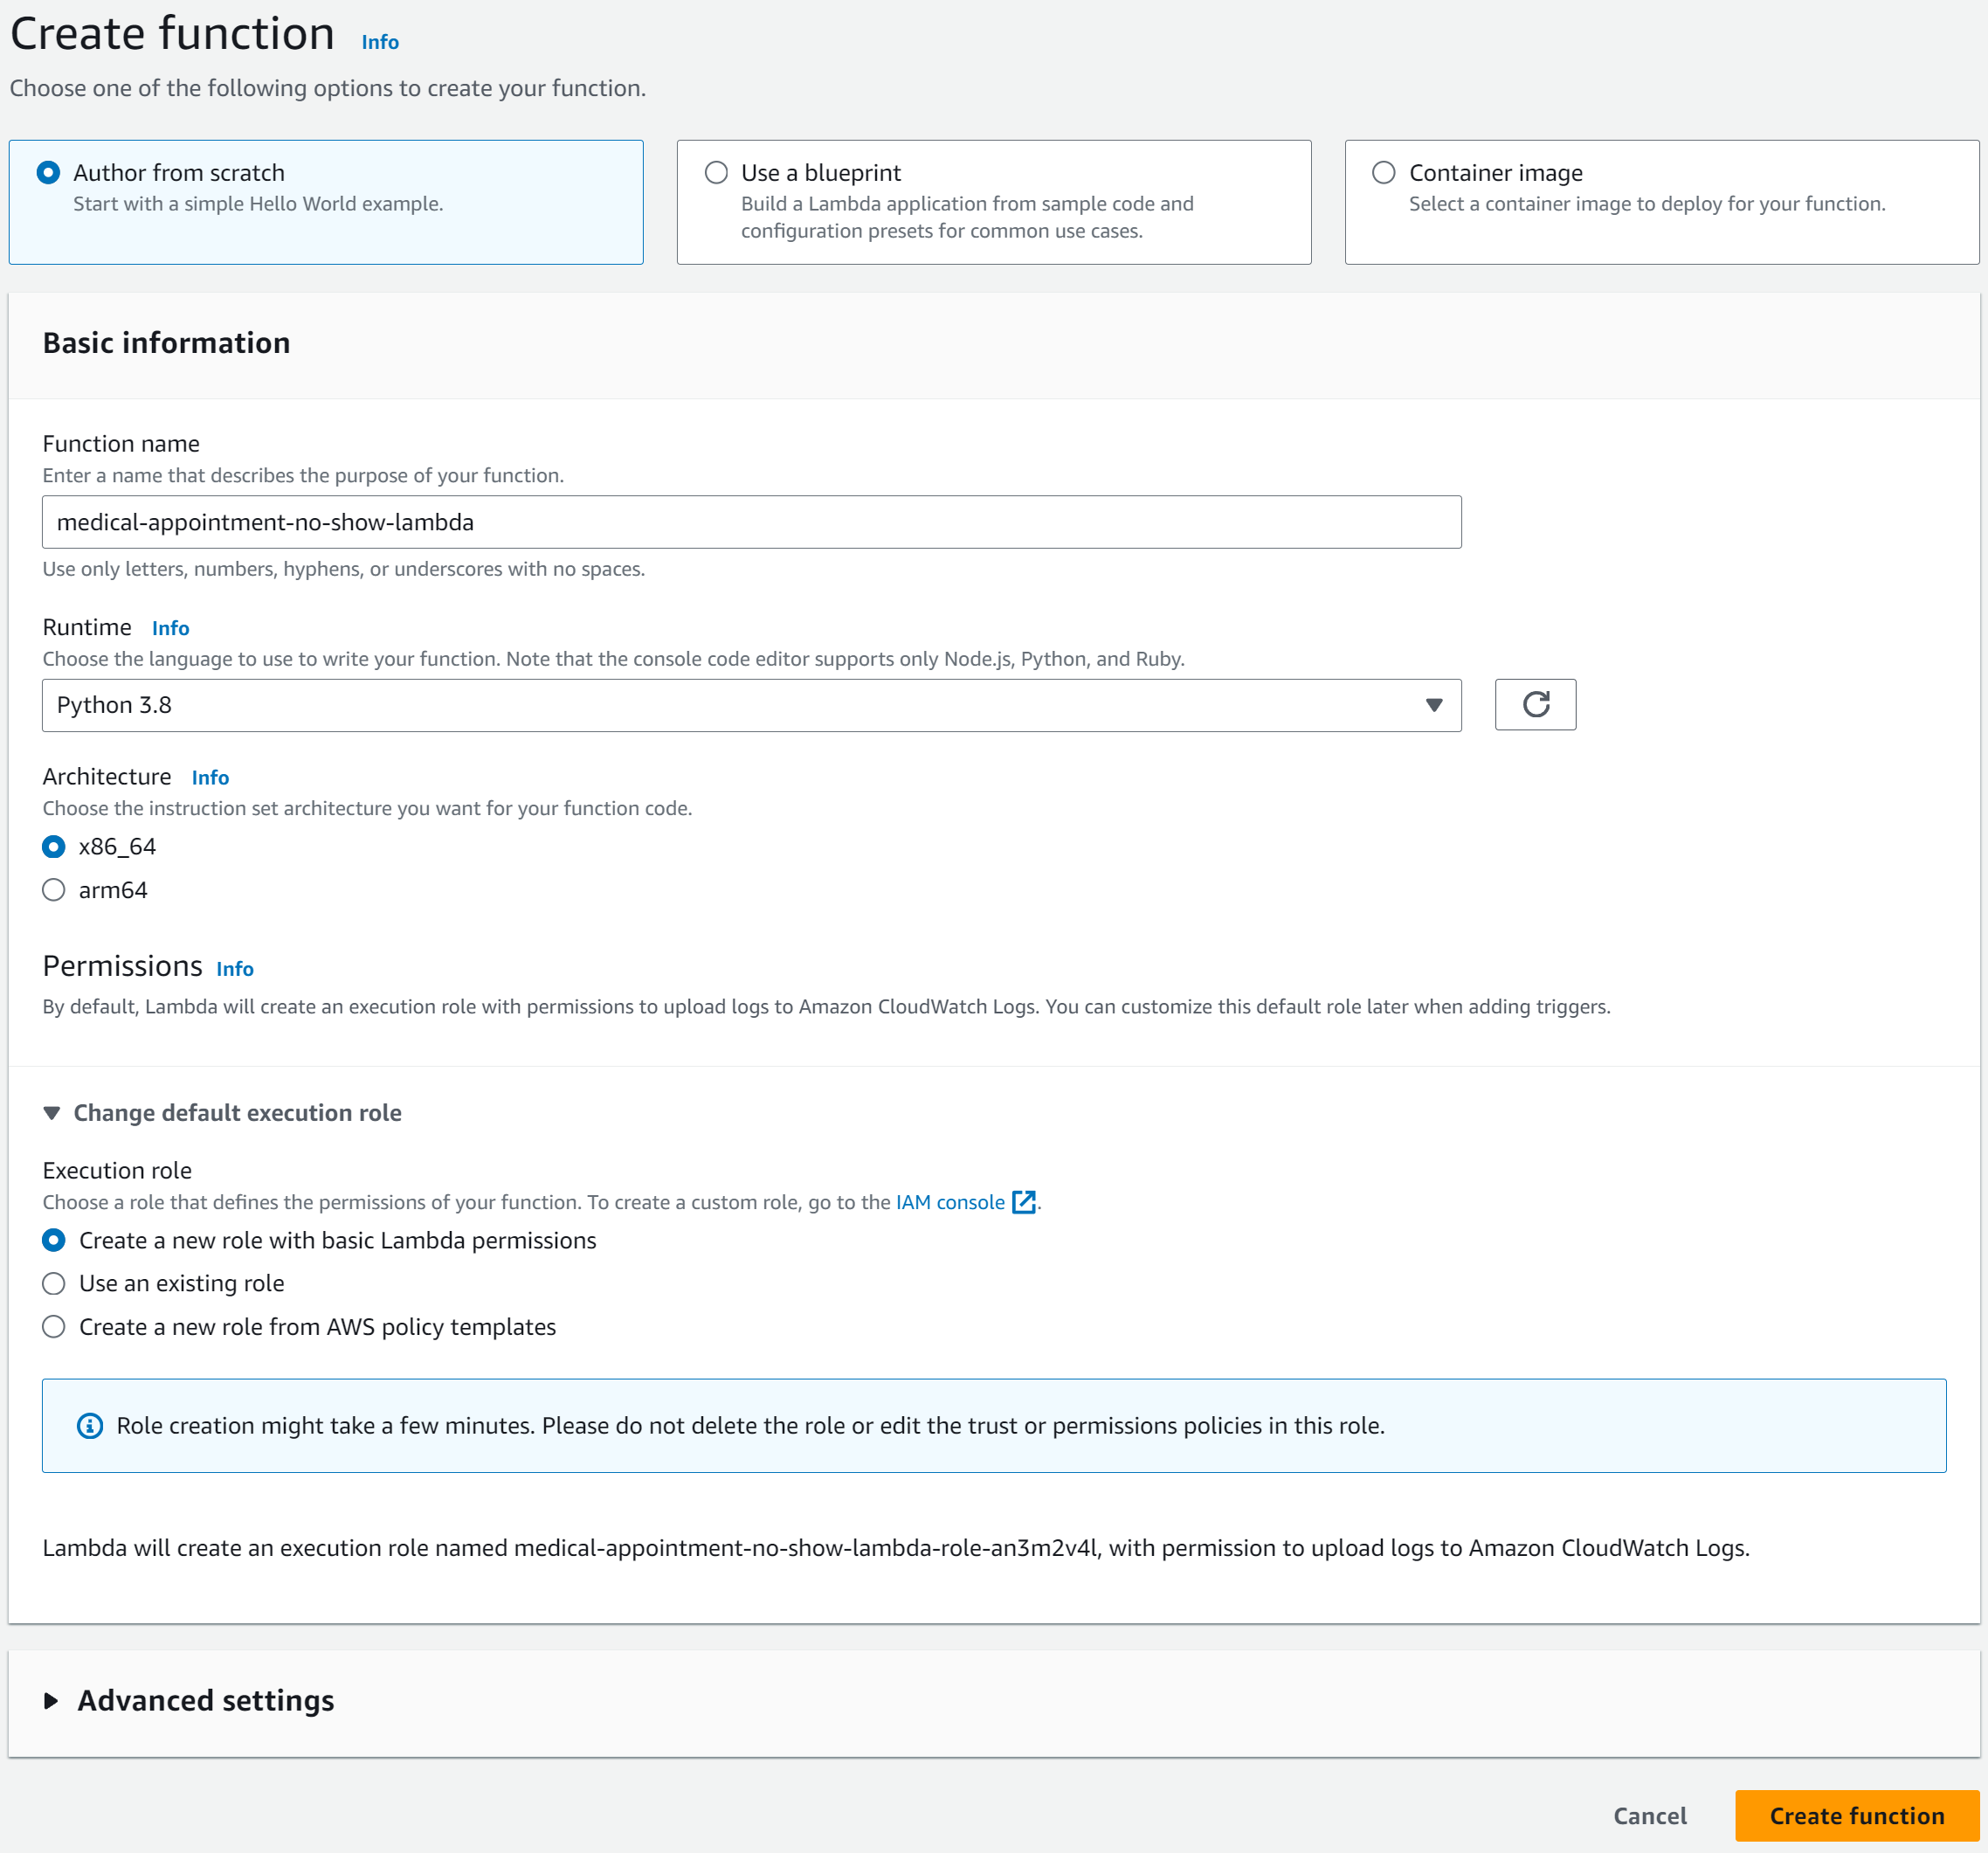 Create function Info
Choose one of the following options to create your function.
Author from scratch
Start with a simple Hello World example.
Use a blueprint
Build a Lambda application from sample code and
configuration presets for common use cases.
Container image
Select a container image to deploy for your function.
Basic information
Function name
Enter a name that describes the purpose of your function.
medical-appointment-no-show-lambda
Use only letters, numbers, hyphens, or underscores with no spaces.
Runtime Info
Choose the language to use to write your function. Note that the console code editor supports only Node.js, Python, and Ruby.
Python 3.8
Architecture Info
Choose the instruction set architecture you want for your function code.
x86_64
arm64
Permissions Info
By default, Lambda will create an execution role with permissions to upload logs to Amazon CloudWatch Logs. You can customize this default role later when adding triggers.
Change default execution role
Execution role
Choose a role that defines the permissions of your function. To create a custom role, go to the IAM console.
Create a new role with basic Lambda permissions
Use an existing role
Create a new role from AWS policy templates
Role creation might take a few minutes. Please do not delete the role or edit the trust or permissions policies in this role.
Lambda will create an execution role named medical-appointment-no-show-lambda-role-an3m2v4l, with permission to upload logs to Amazon CloudWatch Logs.
Advanced settings
Cancel
Create function